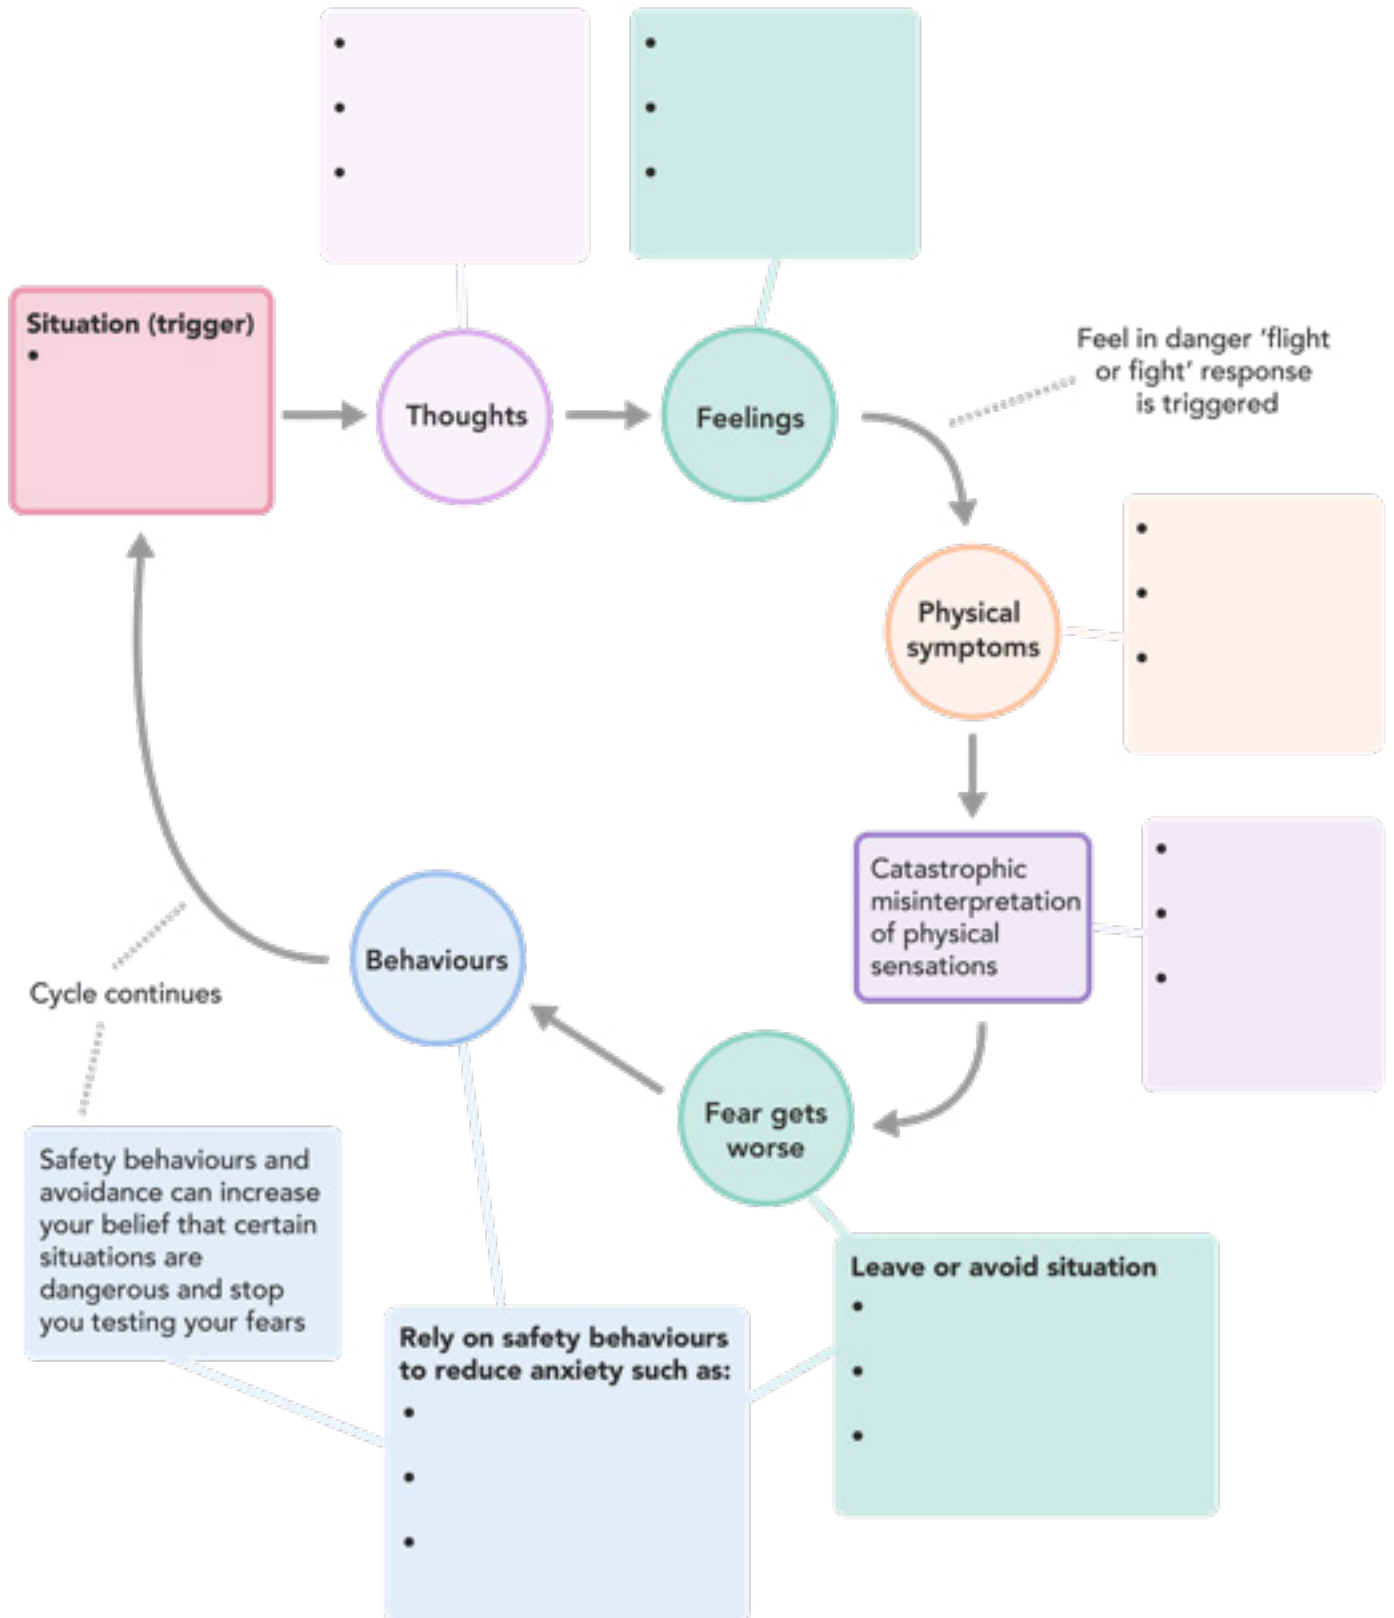 Situation (trigger)
Thoughts
Feelings
Feel in danger ‘flight
or fight’ response
is triggered
Physical
symptoms
Catastrophic
misinterpretation
of physical
sensations
Fear gets
worse
Leave or avoid situation
Behaviours
Rely on safety behaviours
to reduce anxiety such as:
Cycle continues
Safety behaviours and
avoidance can increase
your belief that certain
situations are
dangerous and stop
you testing your fears